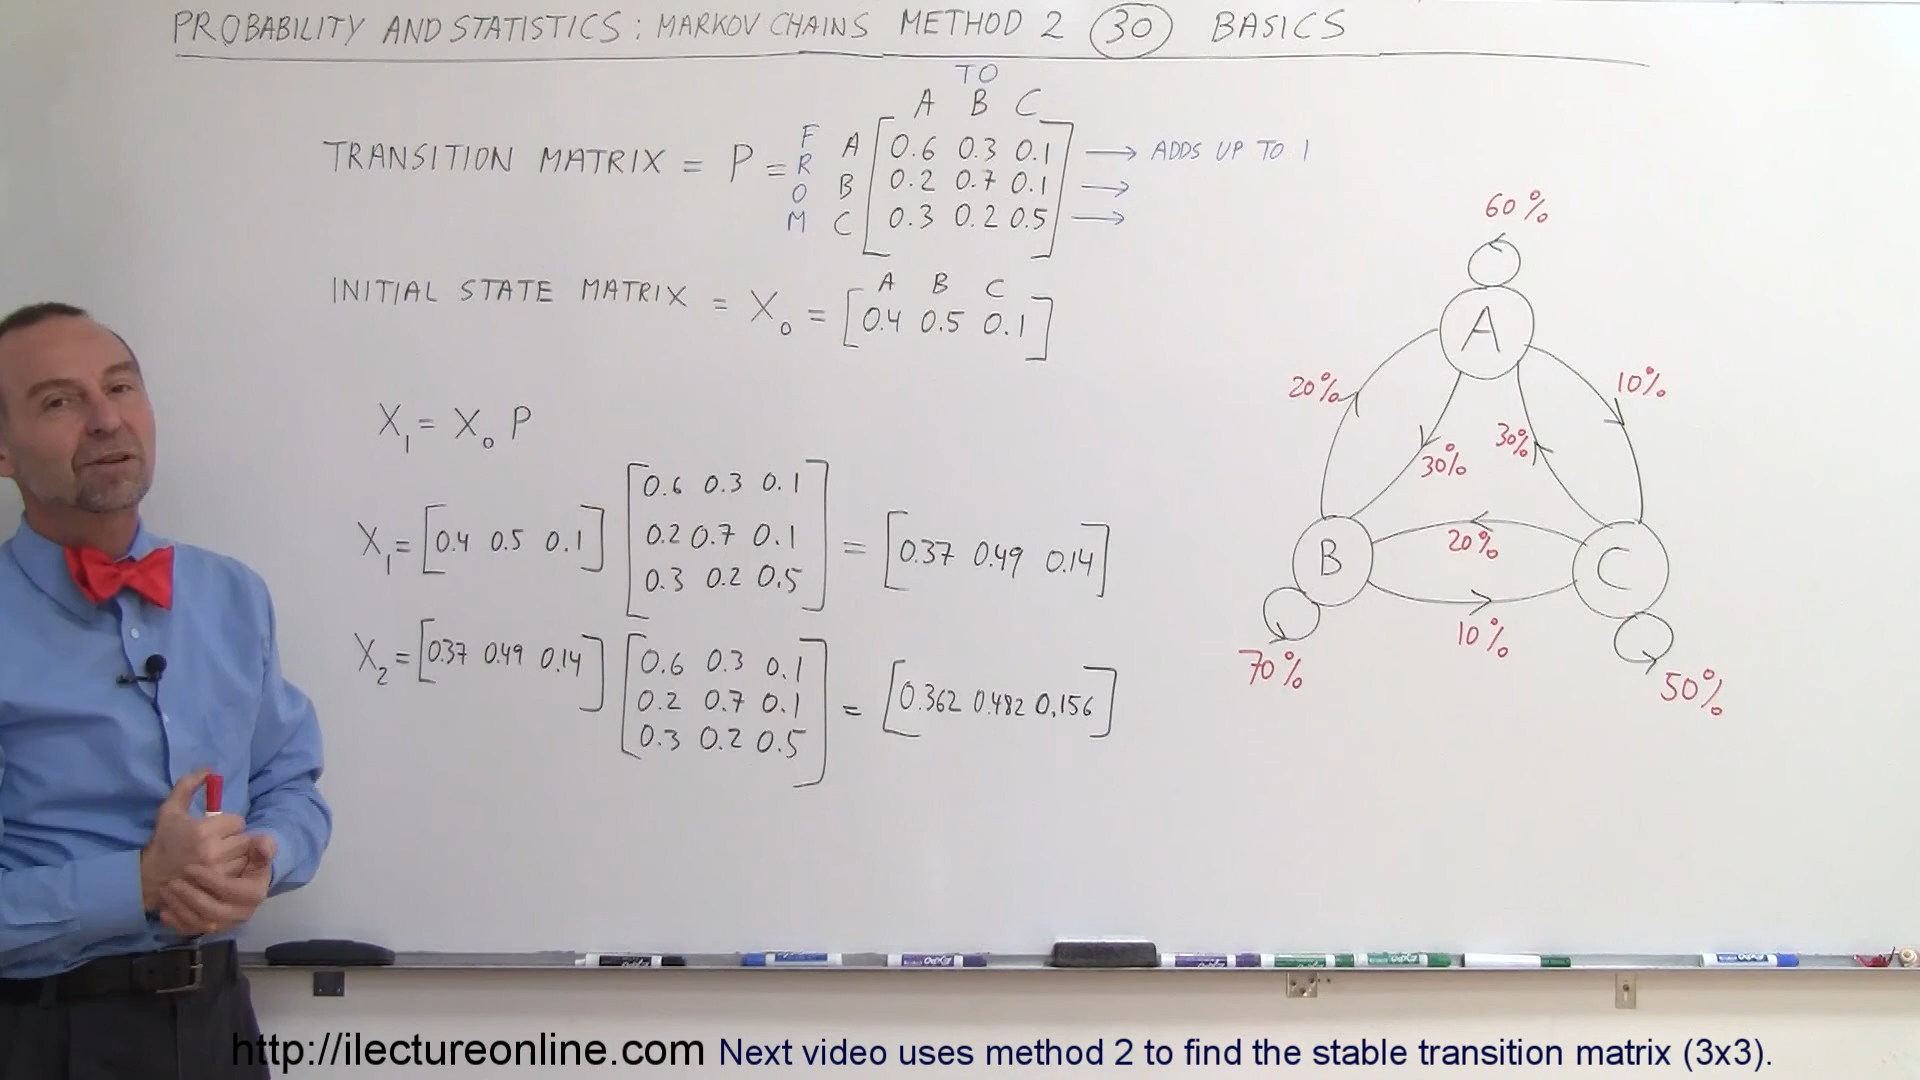 PROBABILITY AND STATISTICS: MARKOV CHAINS METHOD 2 30 BASICS
TO
A B C
TRANSITION MATRIX = P = FROM
A 0.6 0.3 0.1 → ADDS UP TO 1
B 0.2 0.7 0.1 →
C 0.3 0.2 0.5 →
A B C
INITIAL STATE MATRIX = X₀ = [0.4 0.5 0.1]
X₁ = X₀ P
X₁ = [0.4 0.5 0.1] [0.6 0.3 0.1
0.2 0.7 0.1
0.3 0.2 0.5] = [0.37 0.49 0.14]
X₂ = [0.37 0.49 0.14] [0.6 0.3 0.1
0.2 0.7 0.1
0.3 0.2 0.5] = [0.362 0.482 0.156]
60%
A
20%
10%
30%
30%
B
20%
C
10%
70%
50%
http://ilectureonline.com Next video uses method 2 to find the stable transition matrix (3x3).
EXPO
EXPO
EXPO
EXPO